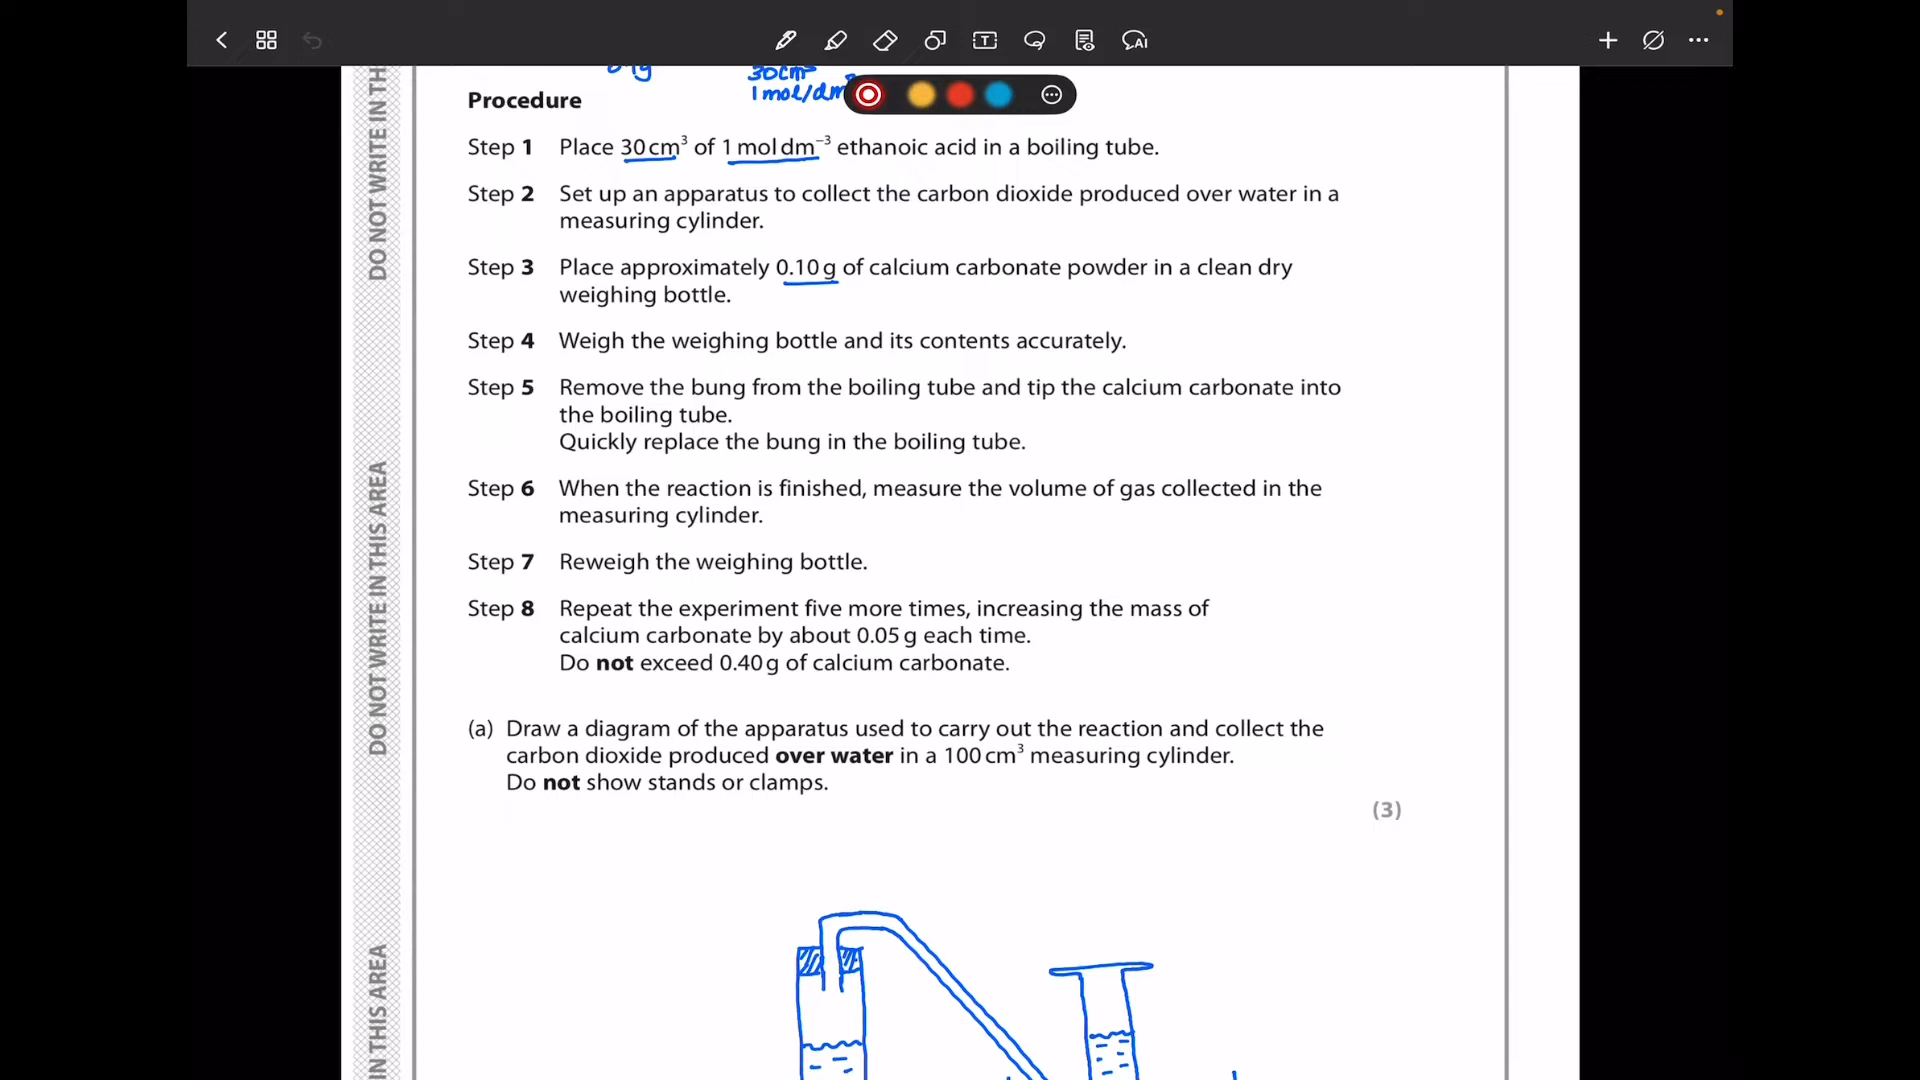 AI
30cm³
1mol/dm
Procedure
Step 1 Place 30 cm³ of 1 mol dm⁻³ ethanoic acid in a boiling tube.
Step 2 Set up an apparatus to collect the carbon dioxide produced over water in a
measuring cylinder.
Step 3 Place approximately 0.10 g of calcium carbonate powder in a clean dry
weighing bottle.
Step 4 Weigh the weighing bottle and its contents accurately.
Step 5 Remove the bung from the boiling tube and tip the calcium carbonate into
the boiling tube.
Quickly replace the bung in the boiling tube.
Step 6 When the reaction is finished, measure the volume of gas collected in the
measuring cylinder.
Step 7 Reweigh the weighing bottle.
Step 8 Repeat the experiment five more times, increasing the mass of
calcium carbonate by about 0.05 g each time.
Do not exceed 0.40 g of calcium carbonate.
(a) Draw a diagram of the apparatus used to carry out the reaction and collect the
carbon dioxide produced over water in a 100 cm³ measuring cylinder.
Do not show stands or clamps.
(3)
DO NOT WRITE IN TH
DO NOT WRITE IN THIS AREA
IN THIS AREA